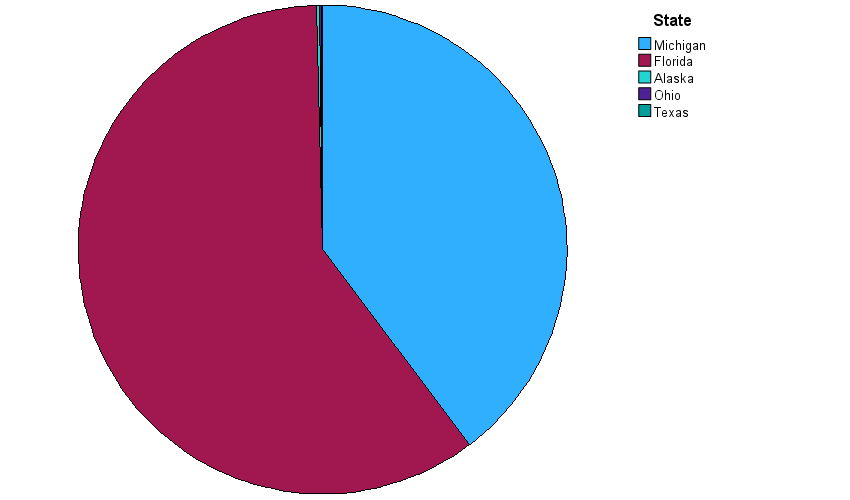 State
Michigan
Florida
Alaska
Ohio
Texas